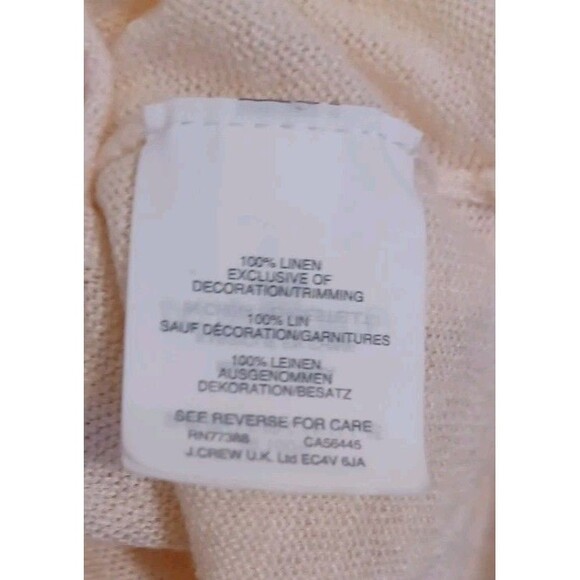 100% LINEN
EXCLUSIVE OF
DECORATION/TRIMMING
100% LIN
SAUF DÉCORATION/GARNITURES
100% LEINEN
AUSGENOMMEN
DEKORATION/BESATZ
SEE REVERSE FOR CARE
RN77388 CA56445
J.CREW U.K. Ltd EC4V 6JA